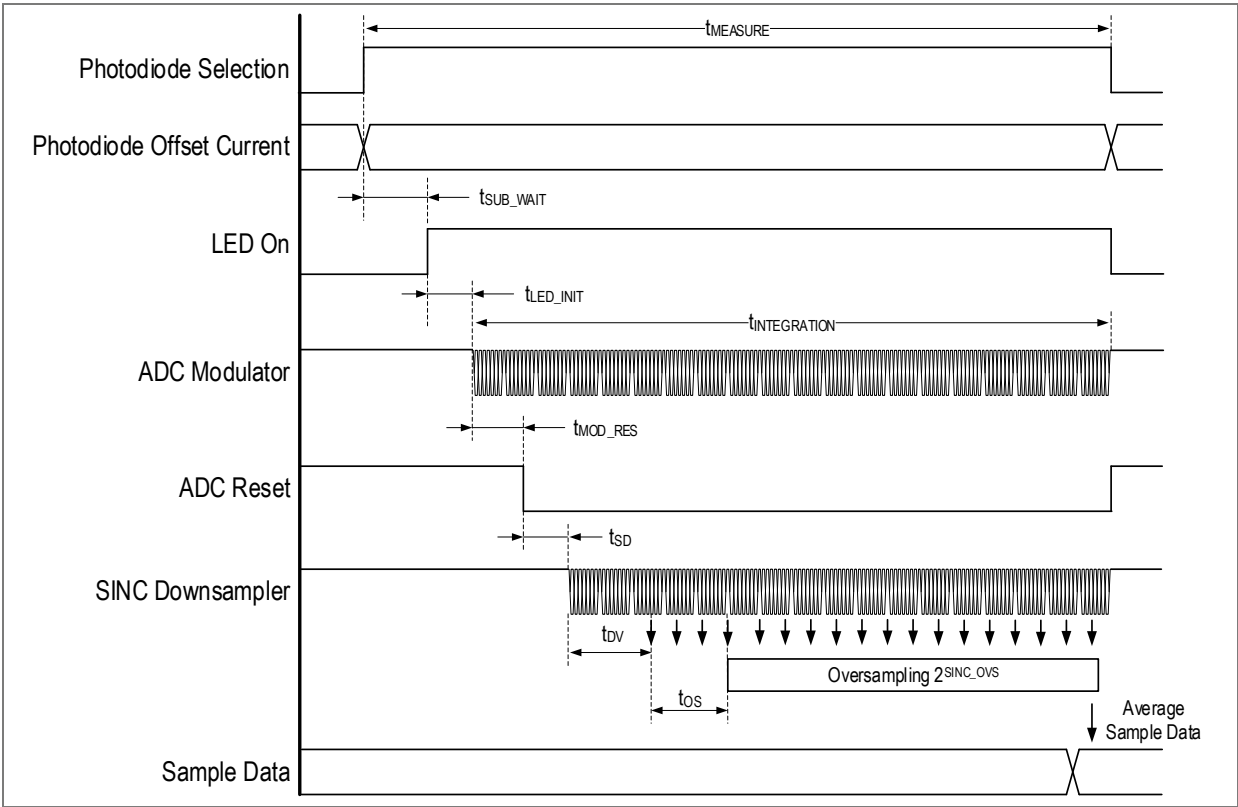 tMEASURE
Photodiode Selection
Photodiode Offset Current
tSUB_WAIT
LED On
tLED_INIT
tINTEGRATION
ADC Modulator
tMOD_RES
ADC Reset
tSD
SINC Downsampler
tDV
Oversampling 2SINC_OVS
tOS
Average
Sample Data
Sample Data